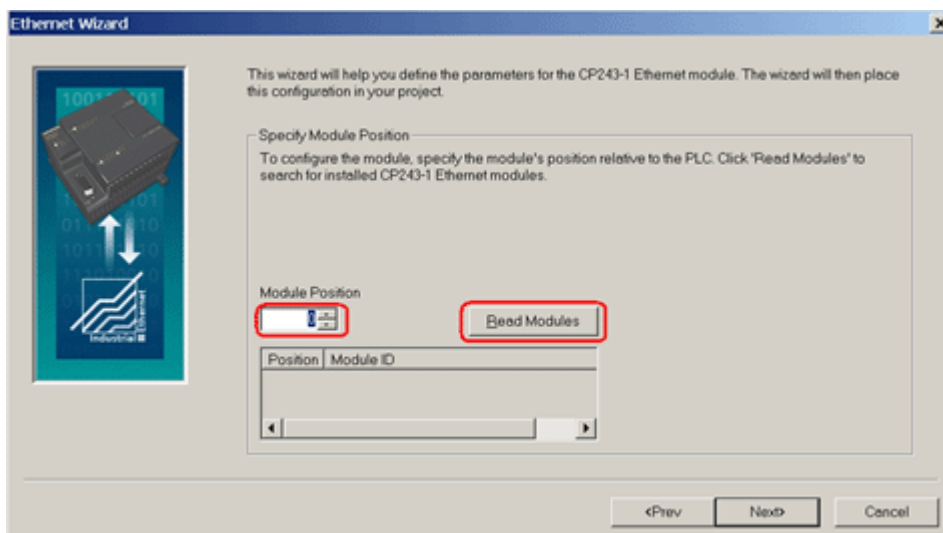 Ethernet Wizard
This wizard will help you define the parameters for the CP243-1 Ethernet module. The wizard will then place
this configuration in your project.
Specify Module Position
To configure the module, specify the module's position relative to the PLC. Click 'Read Modules' to
search for installed CP243-1 Ethernet modules.
Module Position
0
Read Modules
Position Module ID
Industrial Ethernet
<Prev
Next>
Cancel